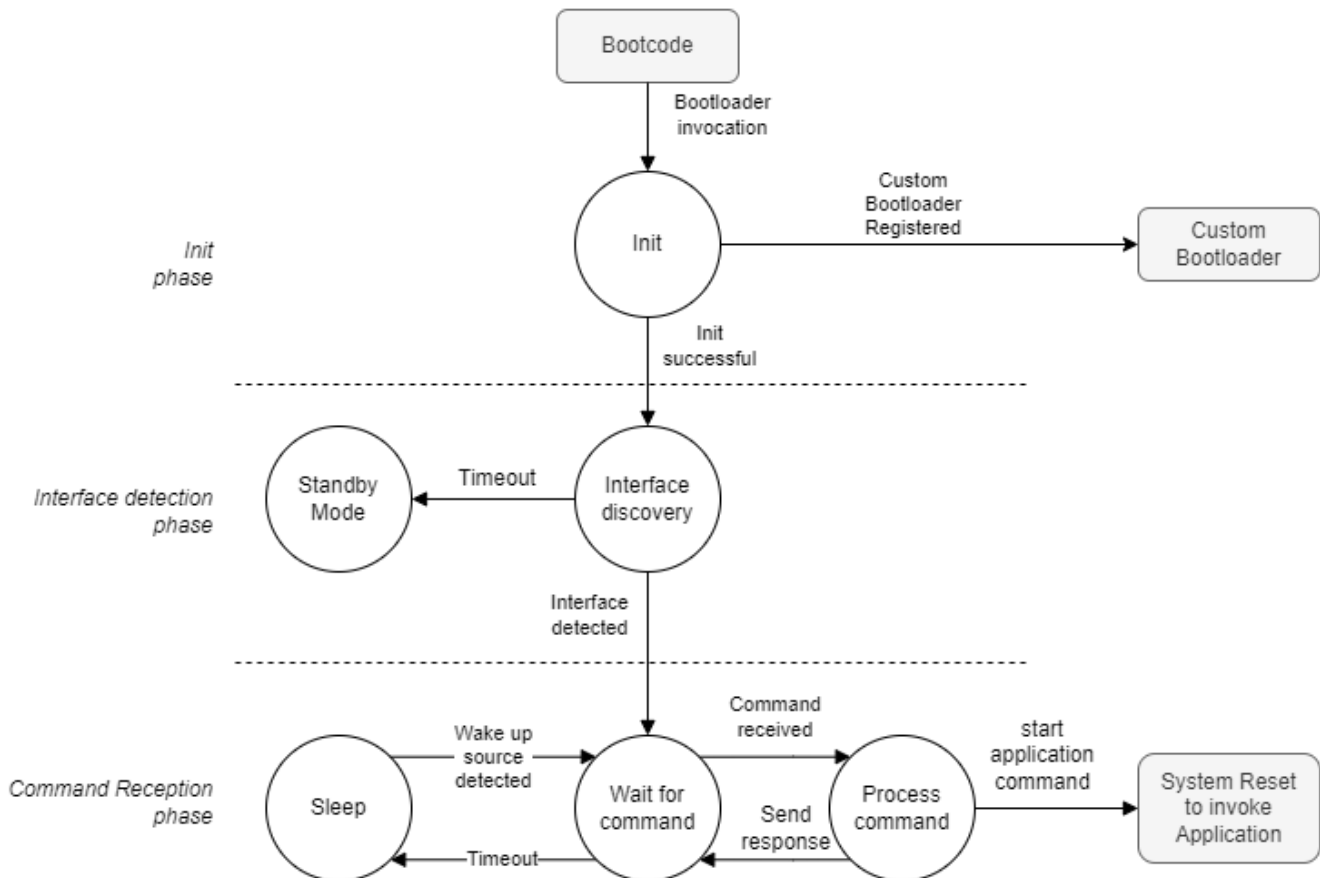 Bootcode
Bootloader
invocation
Custom
Bootloader
Registered
Init
phase
Init
Custom
Bootloader
Init
successful
Interface detection
phase
Standby
Mode
Timeout
Interface
discovery
Interface
detected
Command Reception
phase
Sleep
Wake up
source
detected
Timeout
Wait for
command
Command
received
Send
response
Process
command
start
application
command
System Reset
to invoke
Application